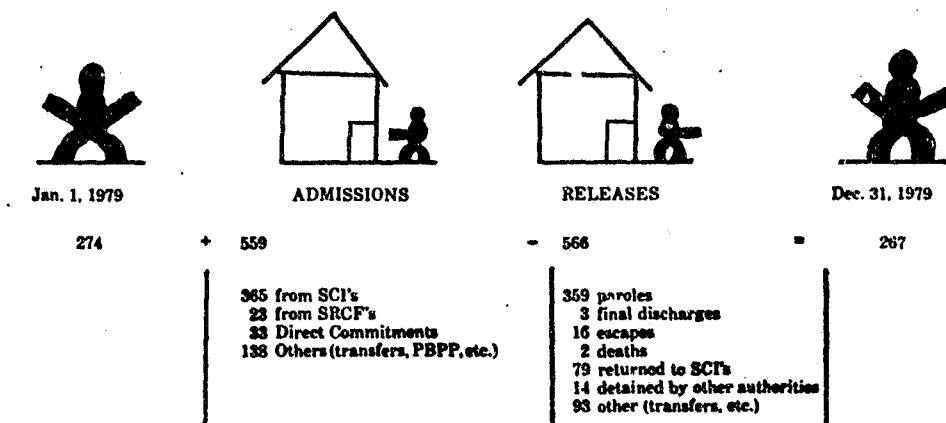 Jan. 1, 1979
ADMISSIONS
RELEASES
Dec. 31, 1979
274 + 559 - 566 = 267
365 from SCI's
23 from SRCF's
33 Direct Commitments
138 Others (transfers, PBPP, etc.)
359 paroles
3 final discharges
16 escapes
2 deaths
79 returned to SCI's
14 detained by other authorities
93 other (transfers, etc.)